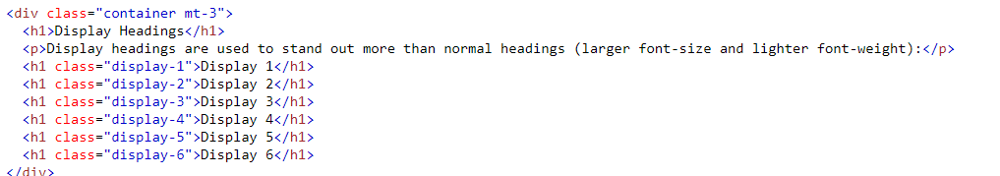 <div class="container mt-3">
<h1>Display Headings</h1>
<p>Display headings are used to stand out more than normal headings (larger font-size and lighter font-weight):</p>
<h1 class="display-1">Display 1</h1>
<h1 class="display-2">Display 2</h1>
<h1 class="display-3">Display 3</h1>
<h1 class="display-4">Display 4</h1>
<h1 class="display-5">Display 5</h1>
<h1 class="display-6">Display 6</h1>
</div>